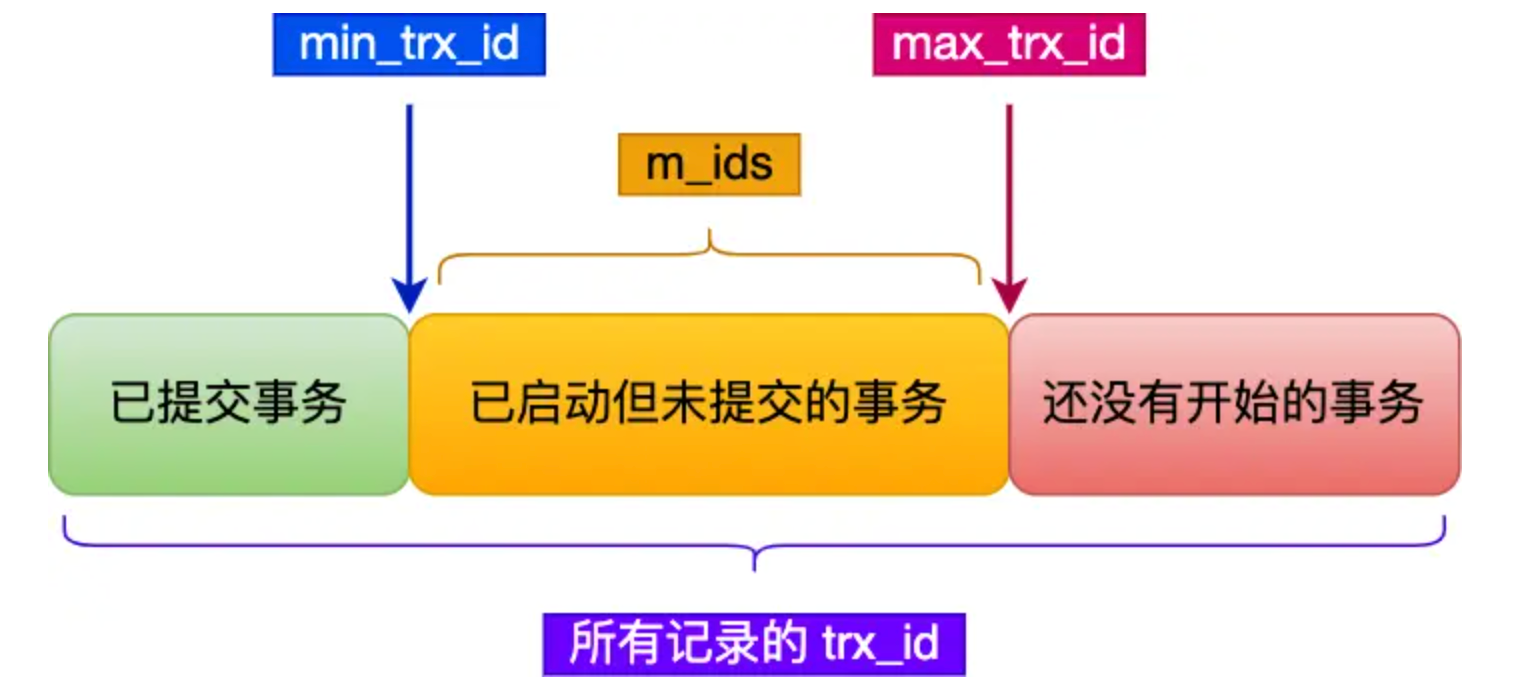 min_trx_id
max_trx_id
m_ids
已提交事务
已启动但未提交的事务
还没有开始的事务
所有记录的 trx_id